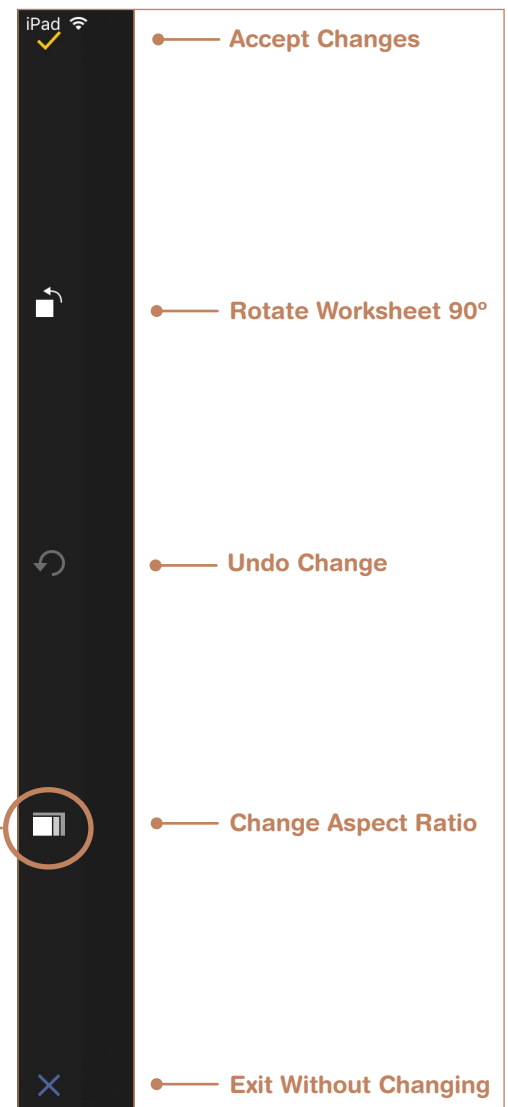 iPad
Accept Changes
Rotate Worksheet 90º
Undo Change
Change Aspect Ratio
Exit Without Changing